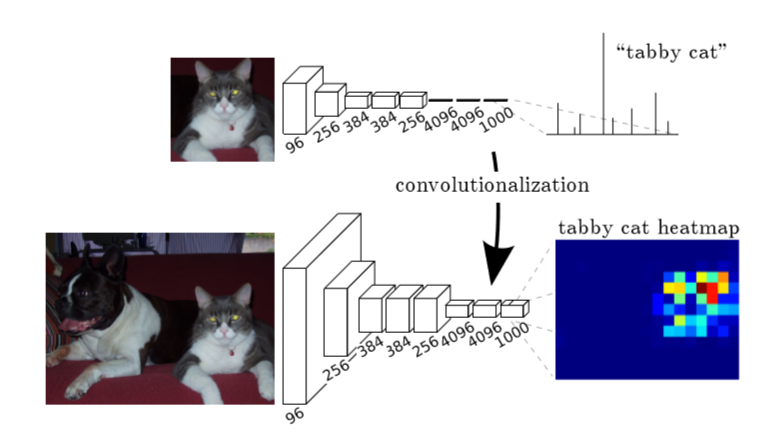 “tabby cat”
96 256 384 384 256 4096 4096 1000
convolutionalization
tabby cat heatmap
96 256 384 384 256 4096 4096 1000